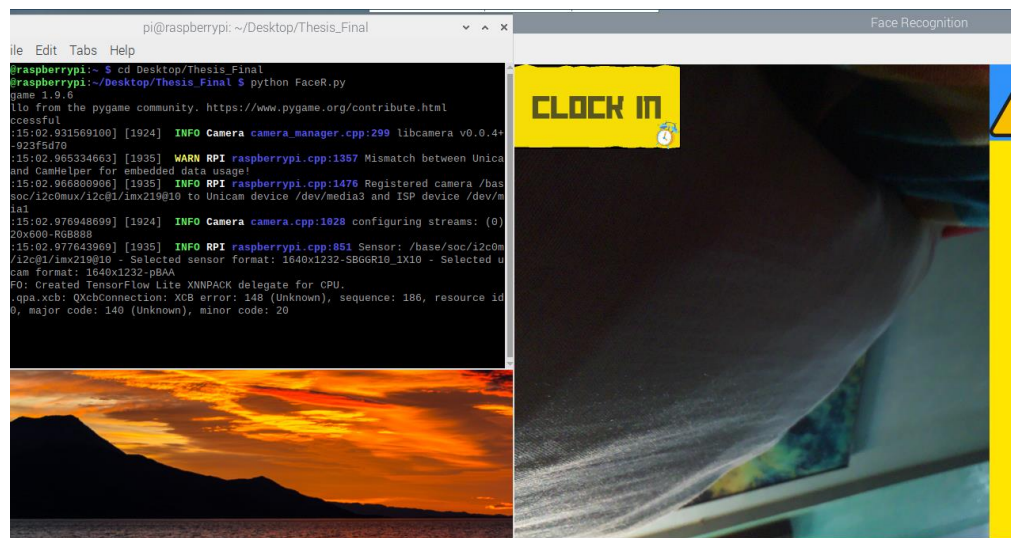 pi@raspberrypi: ~/Desktop/Thesis_Final
ile Edit Tabs Help
@raspberrypi:~ $ cd Desktop/Thesis_Final
@raspberrypi:~/Desktop/Thesis_Final $ python FaceR.py
game 1.9.6
llo from the pygame community. https://www.pygame.org/contribute.html
ccessful
:15:02.931569100] [1924] INFO Camera camera_manager.cpp:299 libcamera v0.0.4+
-923f5d70
:15:02.965334663] [1935] WARN RPI raspberrypi.cpp:1357 Mismatch between Unica
and CamHelper for embedded data usage!
:15:02.966800906] [1935] INFO RPI raspberrypi.cpp:1476 Registered camera /bas
soc/i2c0mux/i2c@1/imx219@10 to Unicam device /dev/media3 and ISP device /dev/m
ia1
:15:02.976948699] [1924] INFO Camera camera.cpp:1028 configuring streams: (0)
20x600-RGB888
:15:02.977643969] [1935] INFO RPI raspberrypi.cpp:851 Sensor: /base/soc/i2c0m
/i2c@1/imx219@10 - Selected sensor format: 1640x1232-SBGGR10_1X10 - Selected u
cam format: 1640x1232-pBAA
FO: Created TensorFlow Lite XNNPACK delegate for CPU.
.qpa.xcb: QXcbConnection: XCB error: 148 (Unknown), sequence: 186, resource id
0, major code: 140 (Unknown), minor code: 20
Face Recognition
CLOCK IN